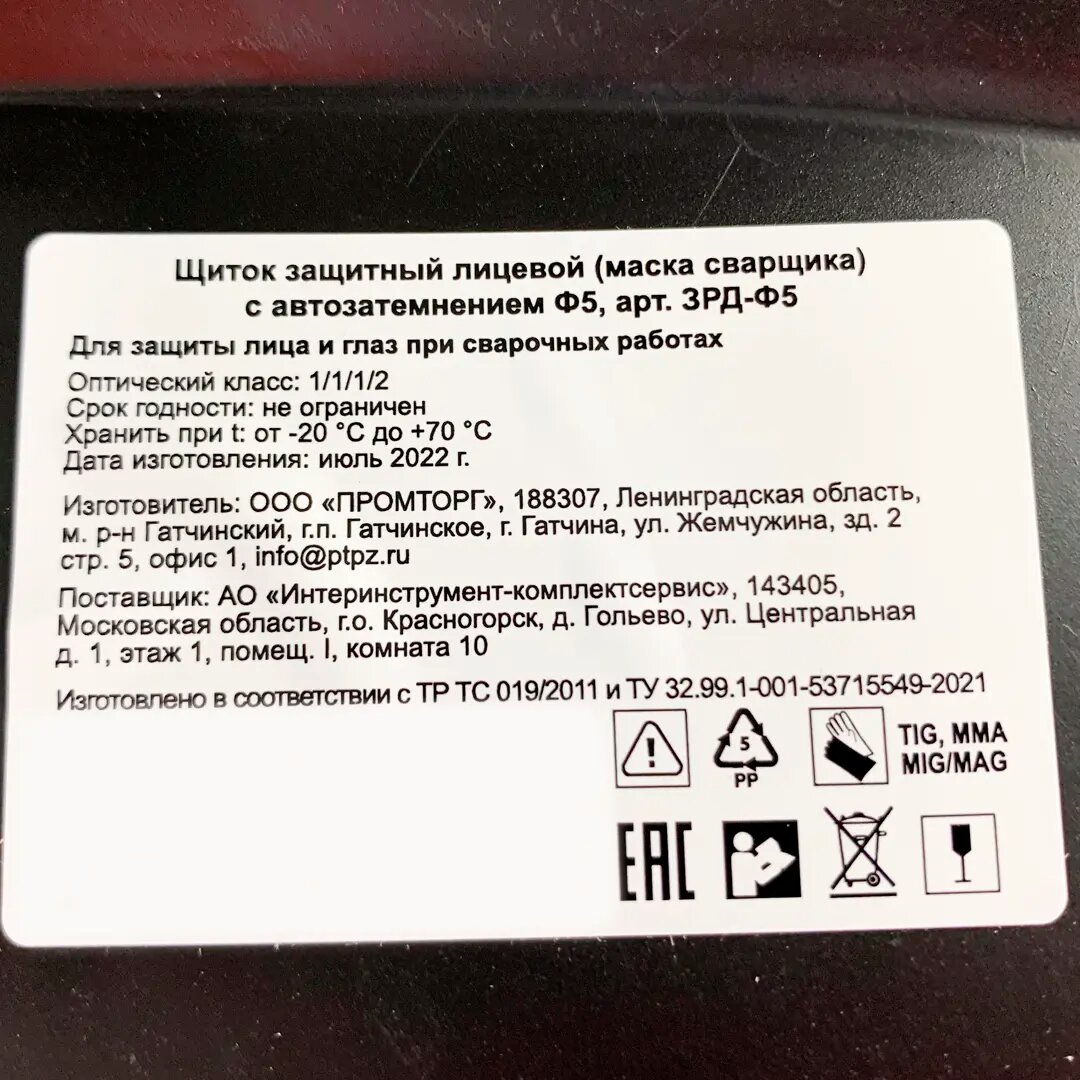 Щиток защитный лицевой (маска сварщика)
с автозатемнением Ф5, арт. ЗРД-Ф5
Для защиты лица и глаз при сварочных работах
Оптический класс: 1/1/1/2
Срок годности: не ограничен
Хранить при t: от -20 °C до +70 °C
Дата изготовления: июль 2022 г.
Изготовитель: ООО «ПРОМТОРГ», 188307, Ленинградская область,
м. р-н Гатчинский, г.п. Гатчинское, г. Гатчина, ул. Жемчужина, зд. 2
стр. 5, офис 1, info@ptpz.ru
Поставщик: АО «Интеринструмент-комплектсервис», 143405,
Московская область, г.о. Красногорск, д. Гольево, ул. Центральная
д. 1, этаж 1, помещ. I, комната 10
Изготовлено в соответствии с ТР ТС 019/2011 и ТУ 32.99.1-001-53715549-2021
5
PP
TIG, MMA
MIG/MAG
EAC